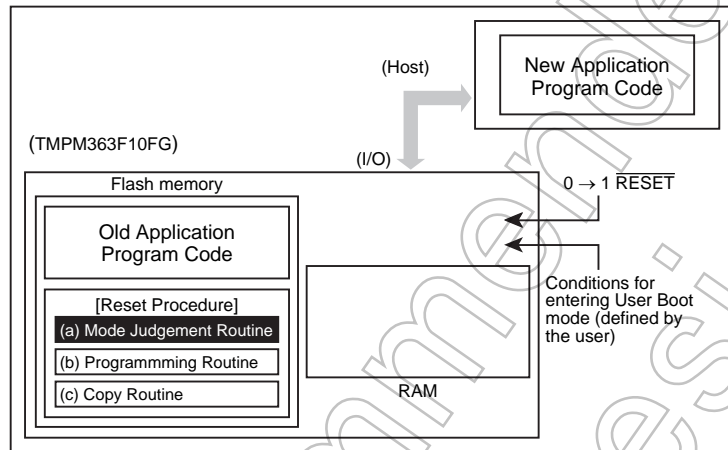 (Host)
New Application
Program Code
(TMPM363F10FG)
(I/O)
Flash memory
0 → 1 RESET
Old Application
Program Code
[Reset Procedure]
(a) Mode Judgement Routine
(b) Programmming Routine
(c) Copy Routine
RAM
Conditions for
entering User Boot
mode (defined by
the user)